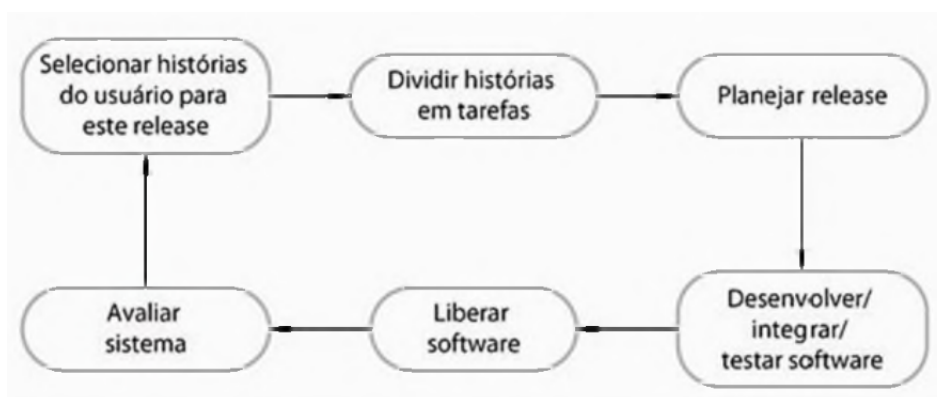 Selecionar histórias
do usuário para
este release
Dividir histórias
em tarefas
Planejar release
Desenvolver/
integrar/
testar software
Liberar
software
Avaliar
sistema